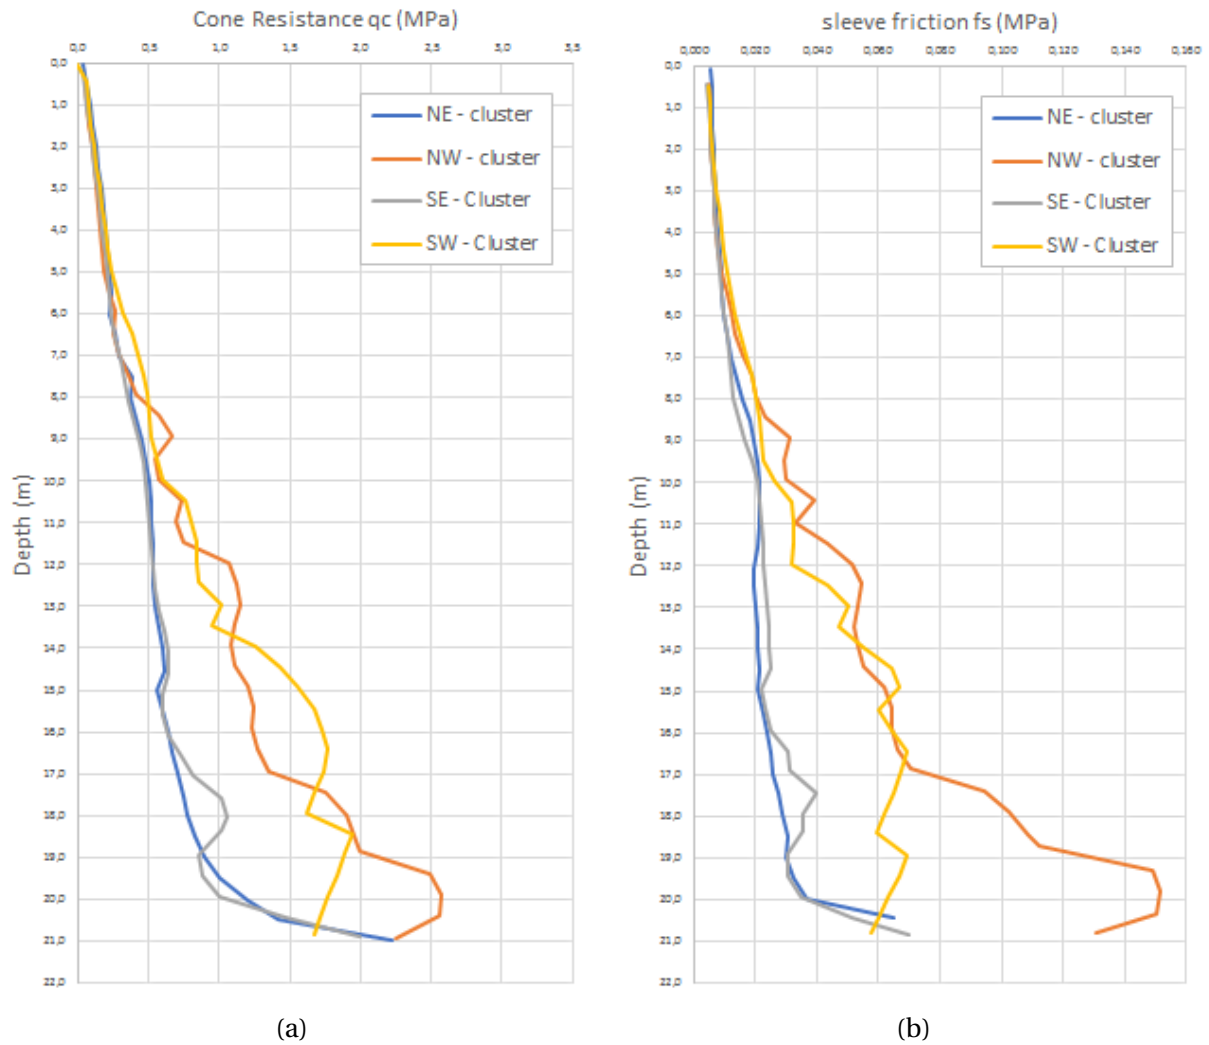 Cone Resistance qc (MPa)
0,0 0,5 1,0 1,5 2,0 2,5 3,0 3,5
0,0
1,0
2,0
3,0
4,0
5,0
6,0
7,0
8,0
9,0
10,0
11,0
12,0
13,0
14,0
15,0
16,0
17,0
18,0
19,0
20,0
21,0
22,0
Depth (m)
NE - cluster
NW - cluster
SE - Cluster
SW - Cluster
(a)
sleeve friction fs (MPa)
0,000 0,020 0,040 0,060 0,080 0,100 0,120 0,140 0,160
0,0
1,0
2,0
3,0
4,0
5,0
6,0
7,0
8,0
9,0
10,0
11,0
12,0
13,0
14,0
15,0
16,0
17,0
18,0
19,0
20,0
21,0
22,0
Depth (m)
NE - cluster
NW - cluster
SE - Cluster
SW - Cluster
(b)